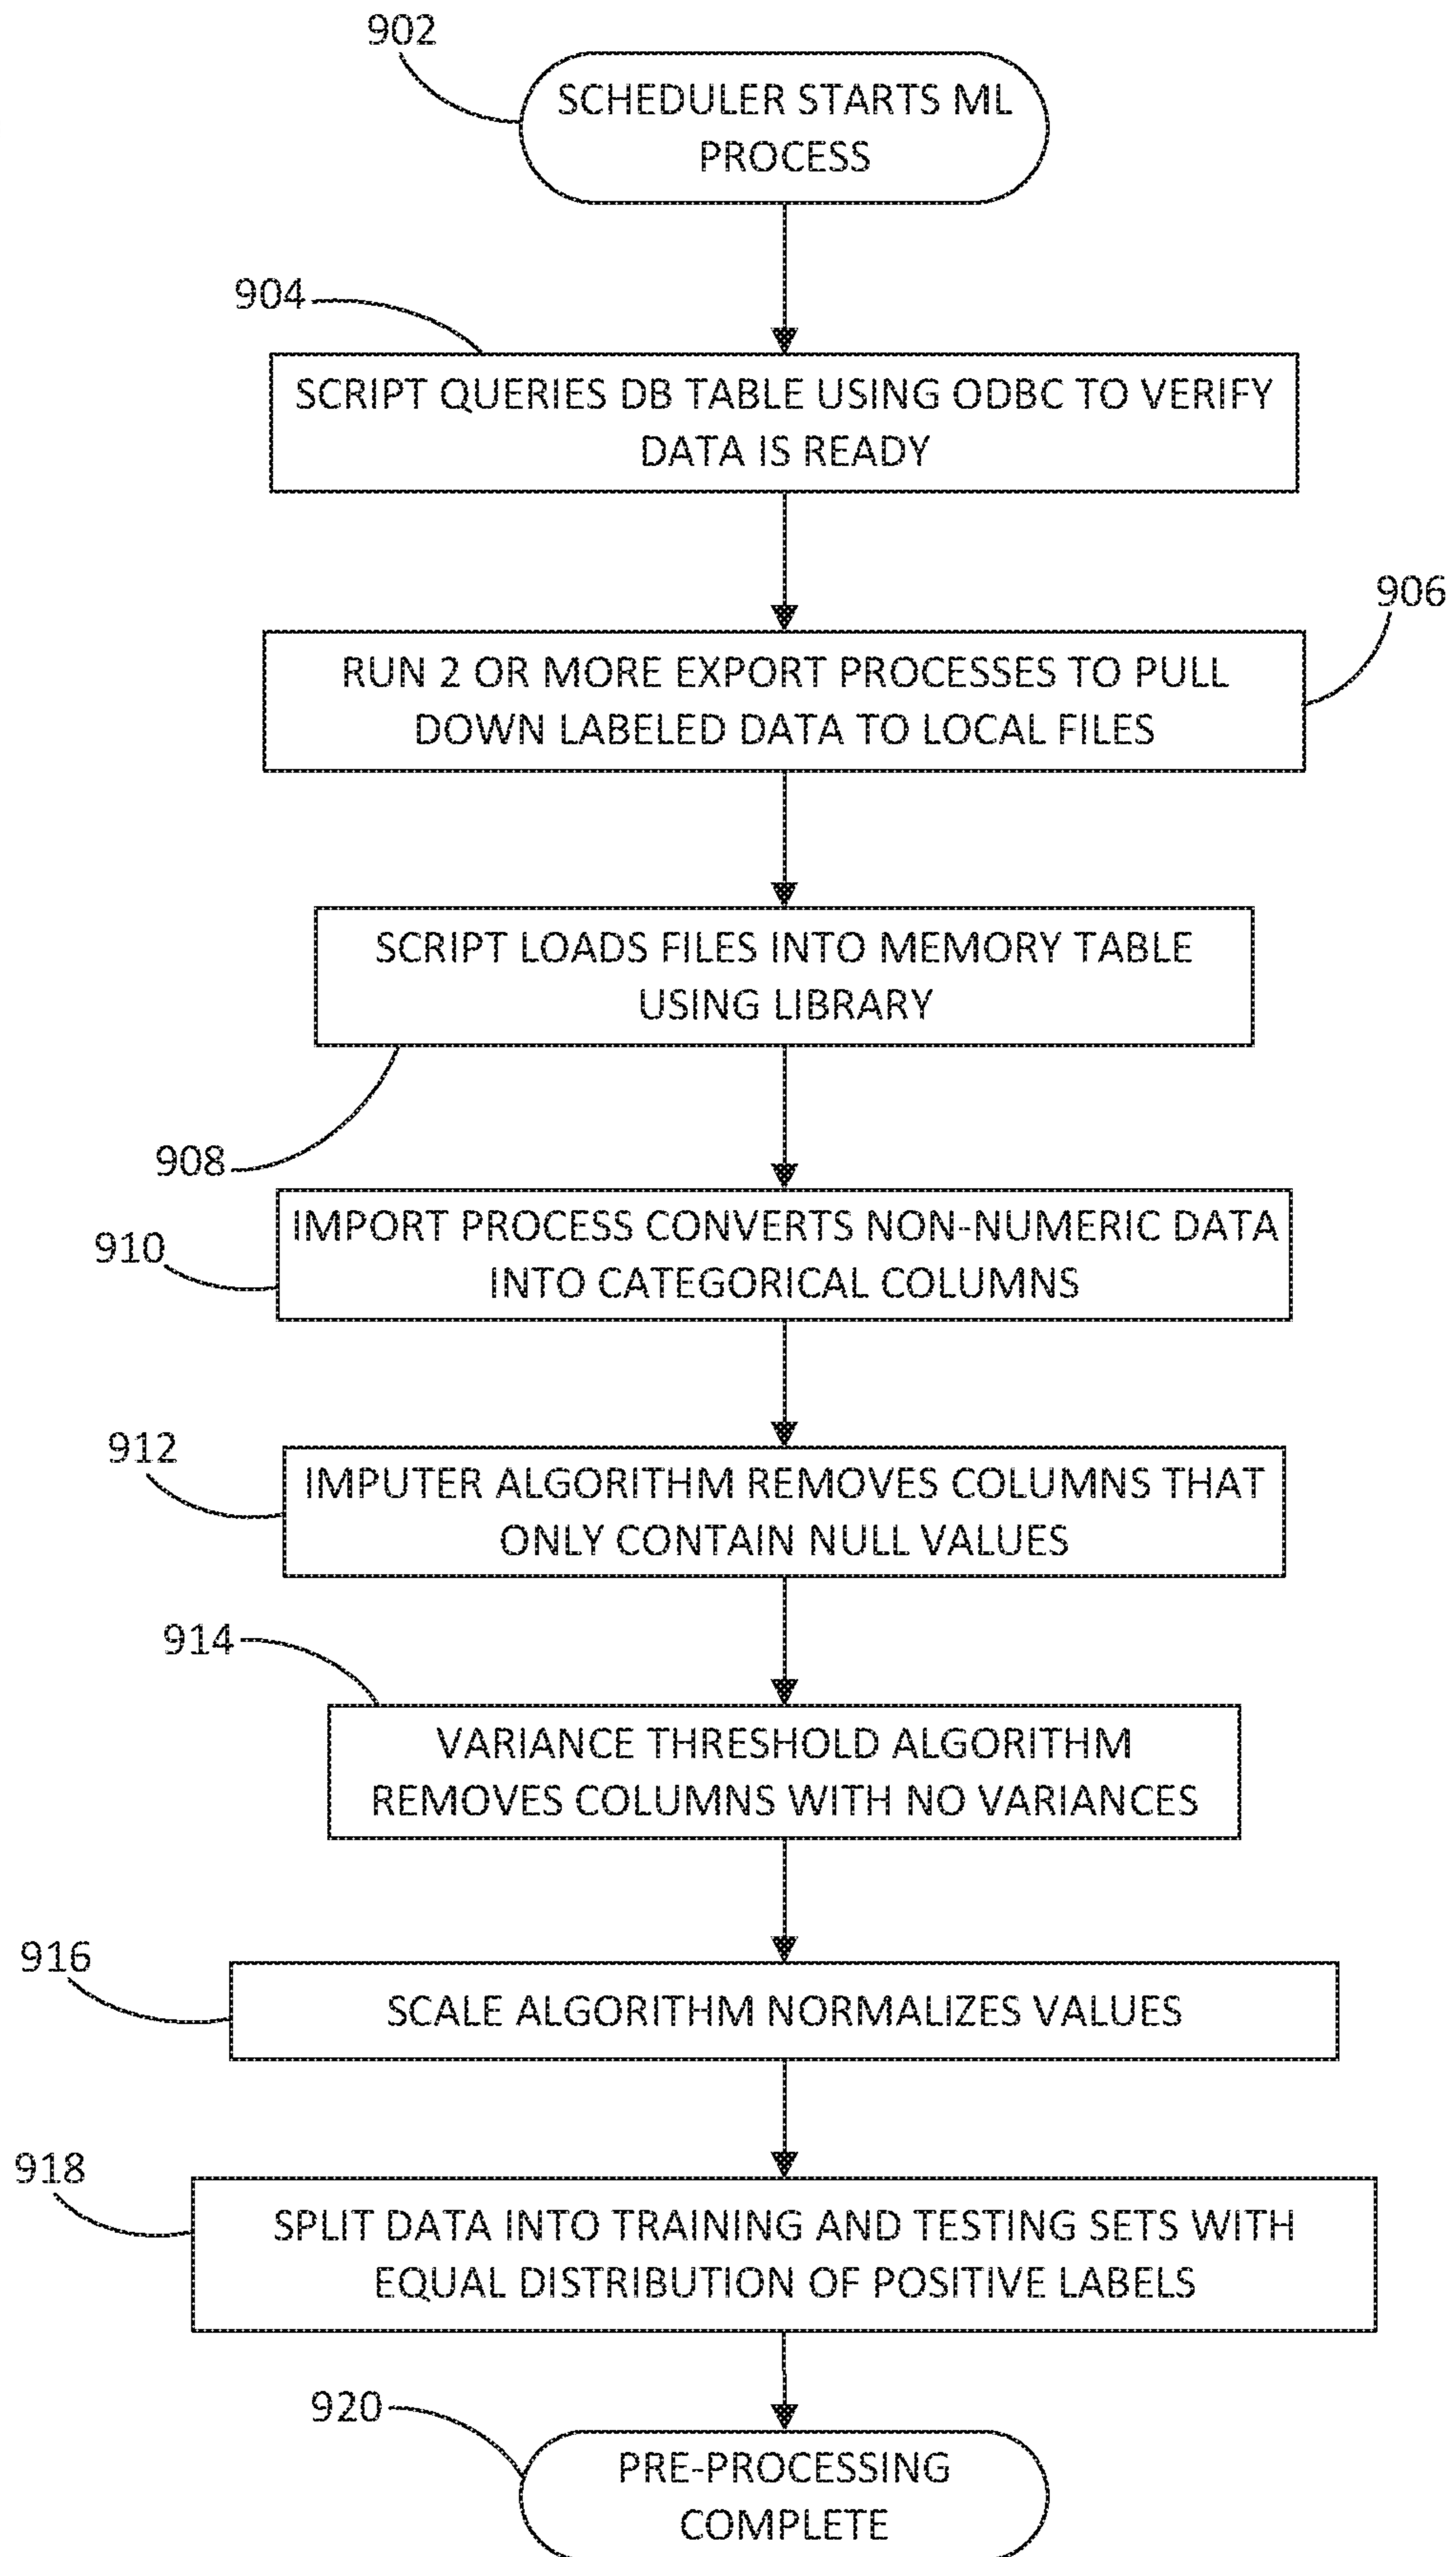 902
SCHEDULER STARTS ML
PROCESS
904
SCRIPT QUERIES DB TABLE USING ODBC TO VERIFY
DATA IS READY
906
RUN 2 OR MORE EXPORT PROCESSES TO PULL
DOWN LABELED DATA TO LOCAL FILES
SCRIPT LOADS FILES INTO MEMORY TABLE
USING LIBRARY
908
910
IMPORT PROCESS CONVERTS NON-NUMERIC DATA
INTO CATEGORICAL COLUMNS
912
IMPUTER ALGORITHM REMOVES COLUMNS THAT
ONLY CONTAIN NULL VALUES
914
VARIANCE THRESHOLD ALGORITHM
REMOVES COLUMNS WITH NO VARIANCES
916
SCALE ALGORITHM NORMALIZES VALUES
918
SPLIT DATA INTO TRAINING AND TESTING SETS WITH
EQUAL DISTRIBUTION OF POSITIVE LABELS
920
PRE-PROCESSING
COMPLETE